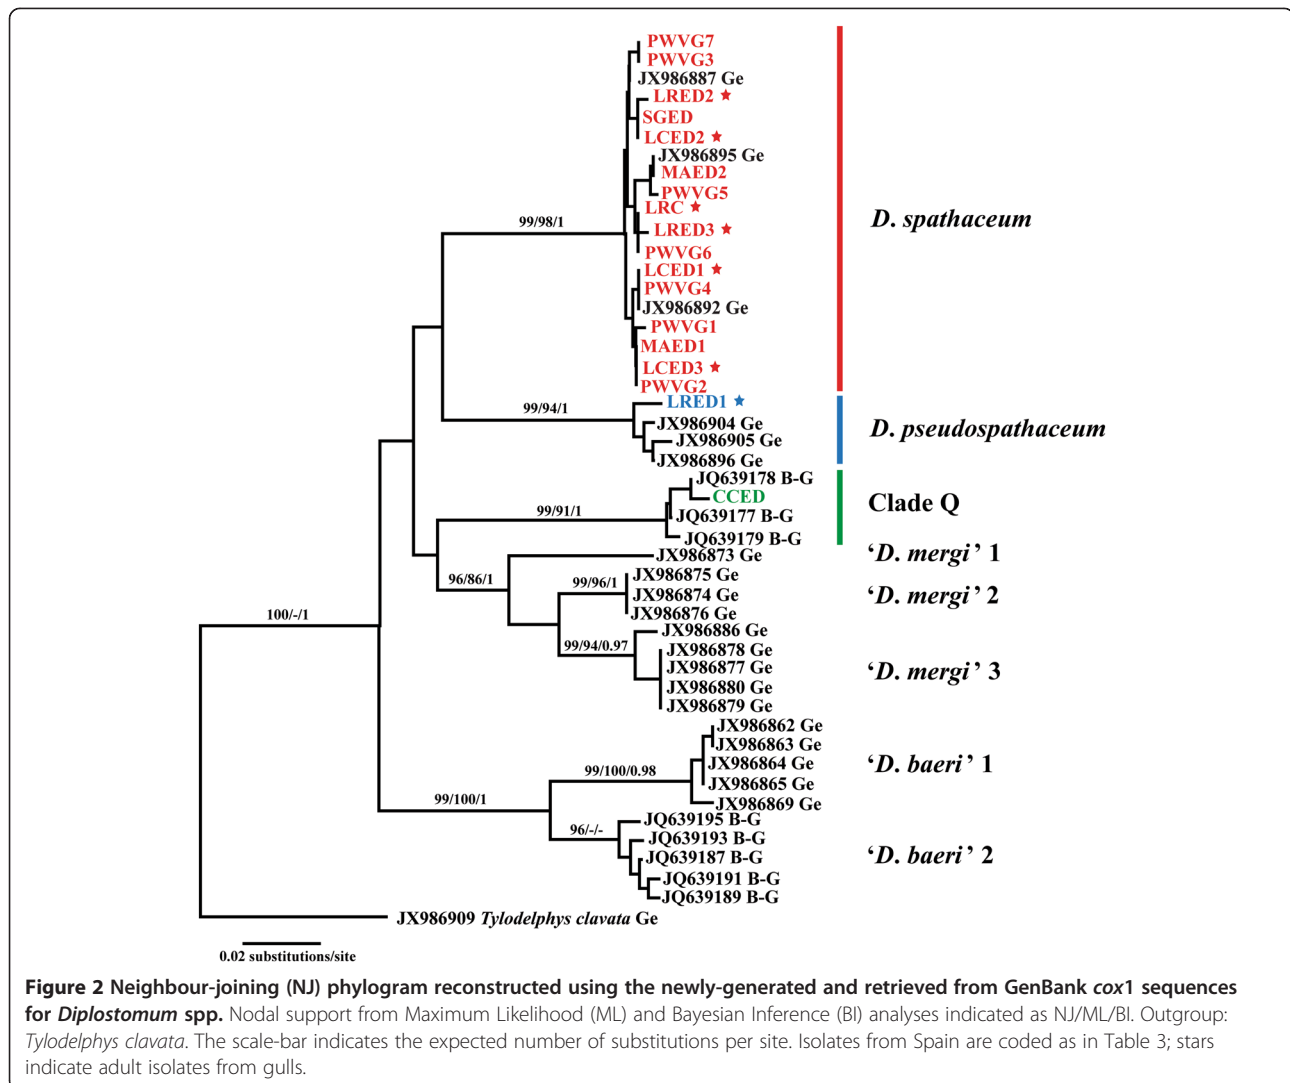 PWVG7
PWVG3
JX986887 Ge
LRED2 ★
SGED
LCED2 ★
JX986895 Ge
MAED2
PWVG5
LRC ★
99/98/1
LRED3 ★
D. spathaceum
PWVG6
LCED1 ★
PWVG4
JX986892 Ge
PWVG1
MAED1
LCED3 ★
PWVG2
LRED1 ★
99/94/1
JX986904 Ge
D. pseudospathaceum
JX986905 Ge
JX986896 Ge
JQ639178 B-G
CCED
Clade Q
99/91/1
JQ639177 B-G
JQ639179 B-G
JX986873 Ge
‘D. mergi’ 1
96/86/1
99/96/1
JX986875 Ge
JX986874 Ge
‘D. mergi’ 2
JX986876 Ge
100/-/1
JX986886 Ge
99/94/0.97
JX986878 Ge
JX986877 Ge
‘D. mergi’ 3
JX986880 Ge
JX986879 Ge
JX986862 Ge
JX986863 Ge
99/100/0.98
JX986864 Ge
‘D. baeri’ 1
JX986865 Ge
99/100/1
JX986869 Ge
JQ639195 B-G
96/-/-
JQ639193 B-G
JQ639187 B-G
‘D. baeri’ 2
JQ639191 B-G
JQ639189 B-G
JX986909 Tylodelphys clavata Ge
0.02 substitutions/site
Figure 2 Neighbour-joining (NJ) phylogram reconstructed using the newly-generated and retrieved from GenBank cox1 sequences
for Diplostomum spp. Nodal support from Maximum Likelihood (ML) and Bayesian Inference (BI) analyses indicated as NJ/ML/BI. Outgroup:
Tylodelphys clavata. The scale-bar indicates the expected number of substitutions per site. Isolates from Spain are coded as in Table 3; stars
indicate adult isolates from gulls.